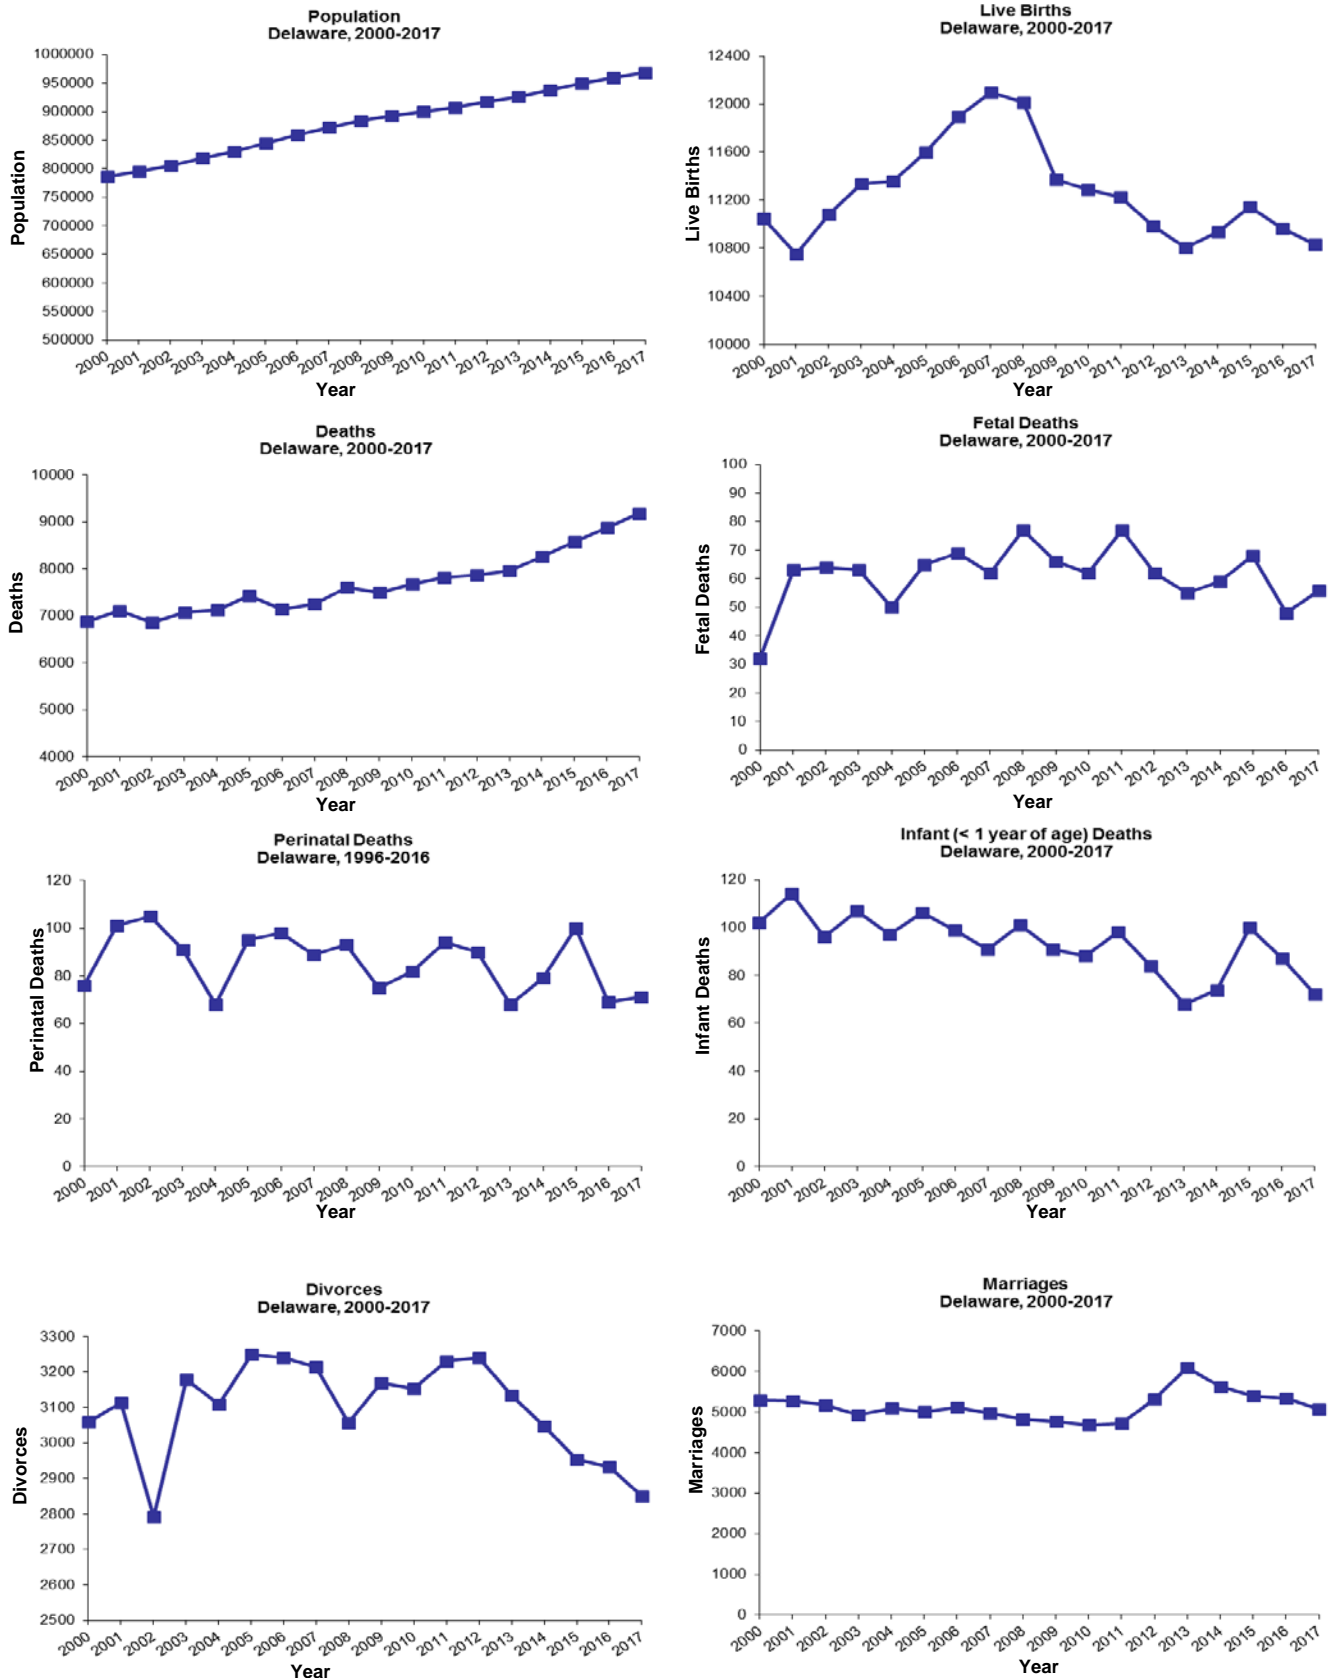 Population
Delaware, 2000-2017
1000000
950000
900000
850000
800000
750000
700000
650000
600000
550000
500000
Population
2000 2001 2002 2003 2004 2005 2006 2007 2008 2009 2010 2011 2012 2013 2014 2015 2016 2017
Year
Live Births
Delaware, 2000-2017
12400
12000
11600
11200
10800
10400
10000
Live Births
2000 2001 2002 2003 2004 2005 2006 2007 2008 2009 2010 2011 2012 2013 2014 2015 2016 2017
Year
Deaths
Delaware, 2000-2017
10000
9000
8000
7000
6000
5000
4000
Deaths
2000 2001 2002 2003 2004 2005 2006 2007 2008 2009 2010 2011 2012 2013 2014 2015 2016 2017
Year
Fetal Deaths
Delaware, 2000-2017
100
90
80
70
60
50
40
30
20
10
0
Fetal Deaths
2000 2001 2002 2003 2004 2005 2006 2007 2008 2009 2010 2011 2012 2013 2014 2015 2016 2017
Year
Perinatal Deaths
Delaware, 1996-2016
120
100
80
60
40
20
0
Perinatal Deaths
2000 2001 2002 2003 2004 2005 2006 2007 2008 2009 2010 2011 2012 2013 2014 2015 2016 2017
Year
Infant (< 1 year of age) Deaths
Delaware, 2000-2017
120
100
80
60
40
20
0
Infant Deaths
2000 2001 2002 2003 2004 2005 2006 2007 2008 2009 2010 2011 2012 2013 2014 2015 2016 2017
Year
Divorces
Delaware, 2000-2017
3300
3200
3100
3000
2900
2800
2700
2600
2500
Divorces
2000 2001 2002 2003 2004 2005 2006 2007 2008 2009 2010 2011 2012 2013 2014 2015 2016 2017
Year
Marriages
Delaware, 2000-2017
7000
6000
5000
4000
3000
2000
1000
0
Marriages
2000 2001 2002 2003 2004 2005 2006 2007 2008 2009 2010 2011 2012 2013 2014 2015 2016 2017
Year